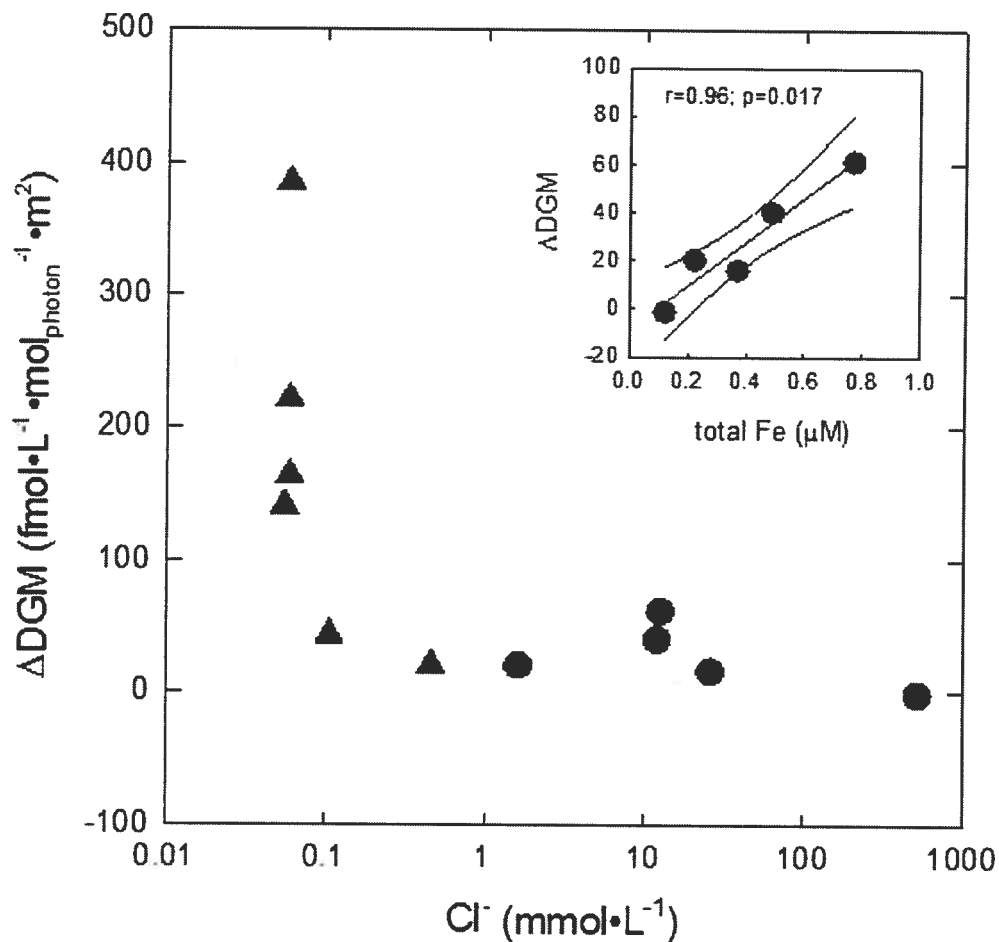 500
400
300
200
100
0
-100
ΔDGM (fmol•L⁻¹•mol_photon⁻¹•m²)
0.01 0.1 1 10 100 1000
Cl⁻ (mmol•L⁻¹)
r=0.96; p=0.017
100
80
60
40
20
0
-20
ΔDGM
0.0 0.2 0.4 0.6 0.8 1.0
total Fe (µM)